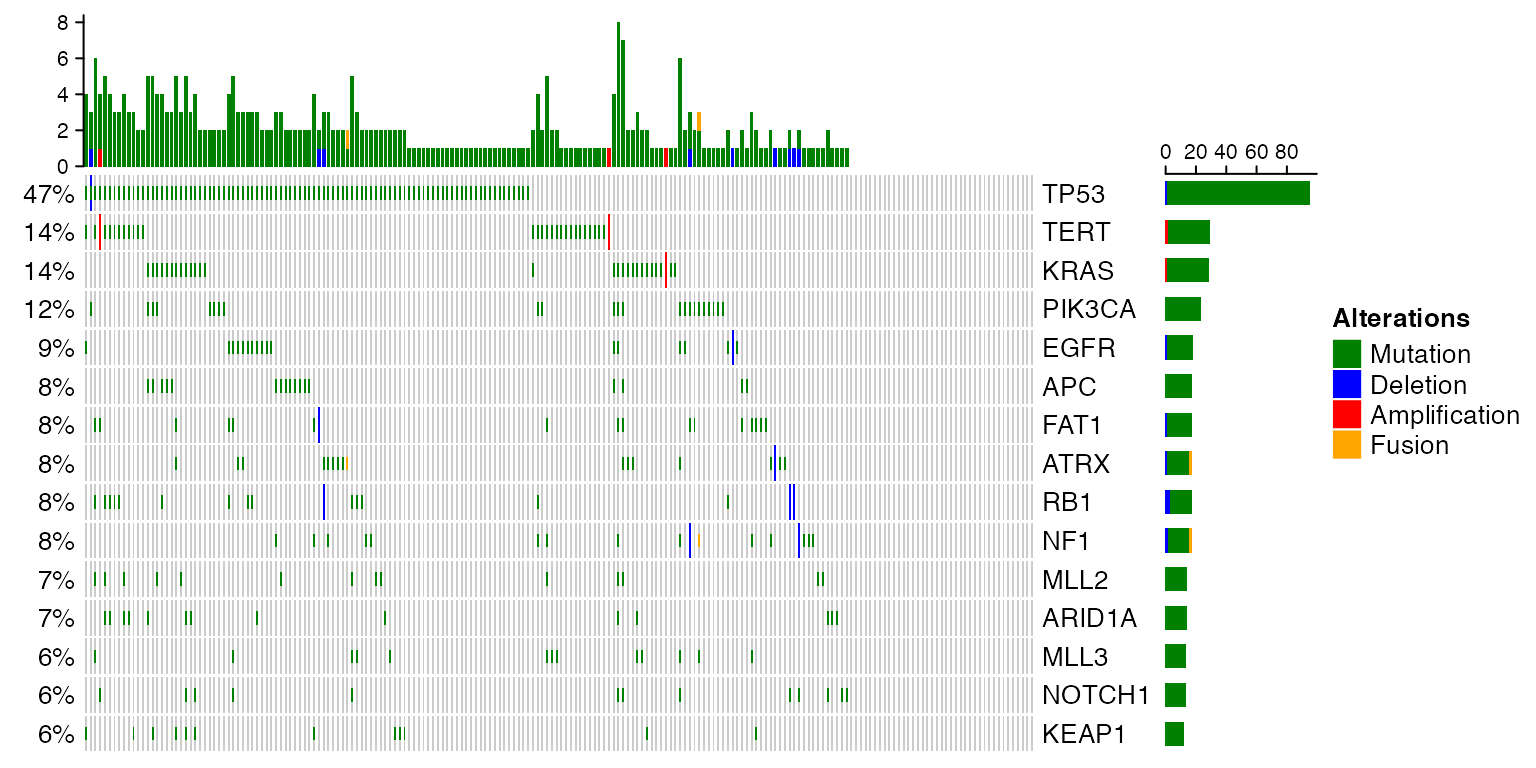 8
6
4
2
0
0 20 40 60 80
47% TP53
14% TERT
14% KRAS
12% PIK3CA
9% EGFR
8% APC
8% FAT1
8% ATRX
8% RB1
8% NF1
7% MLL2
7% ARID1A
6% MLL3
6% NOTCH1
6% KEAP1
Alterations
Mutation
Deletion
Amplification
Fusion